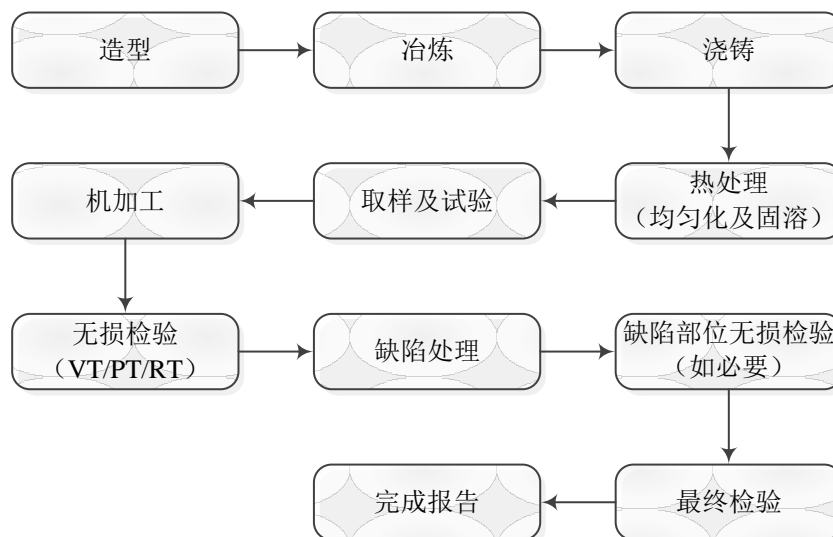 造型
冶炼
浇铸
热处理
（均匀化及固溶）
取样及试验
机加工
无损检验
（VT/PT/RT）
缺陷处理
缺陷部位无损检验
（如必要）
最终检验
完成报告